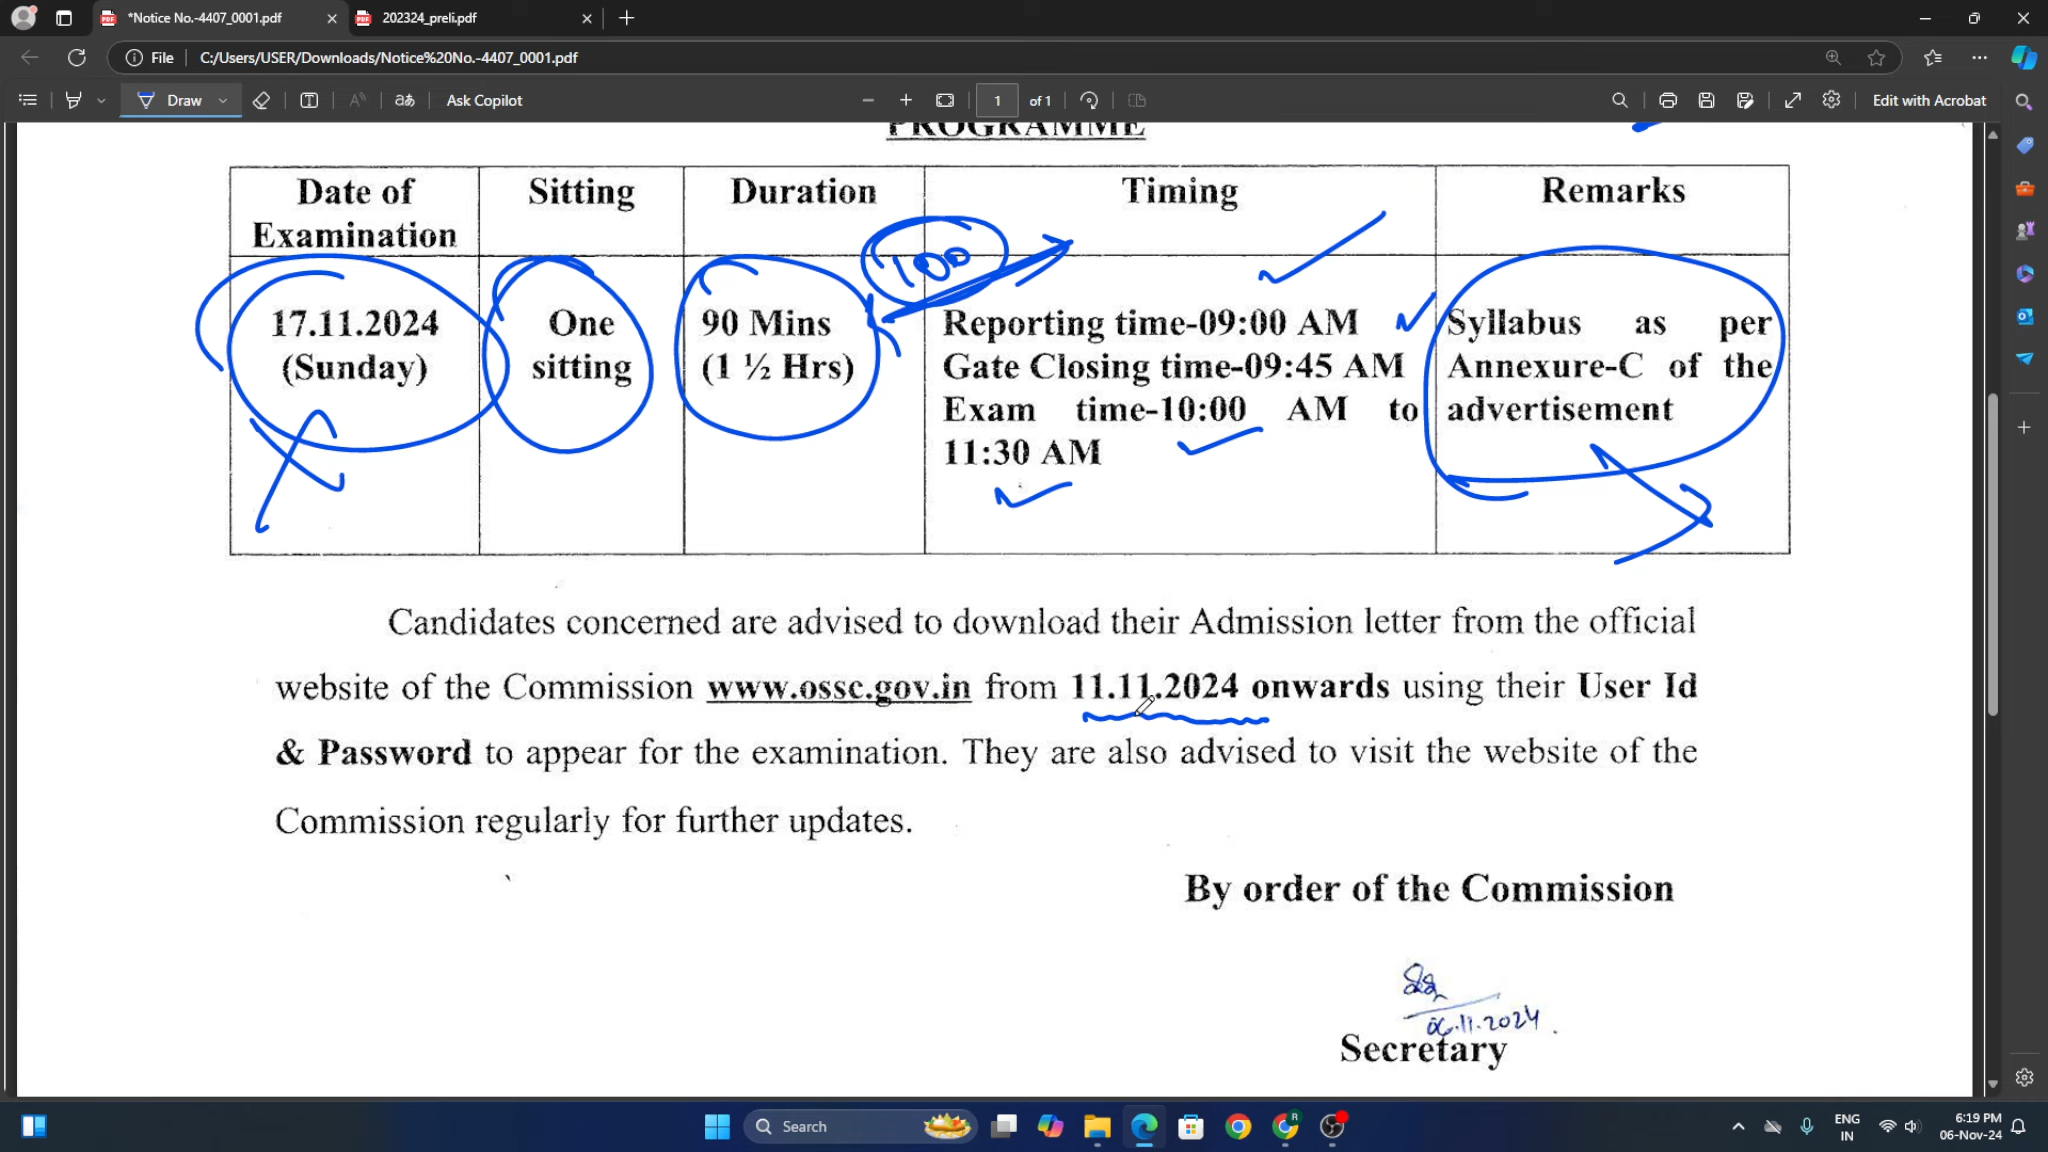 *Notice No.-4407_0001.pdf
202324_preli.pdf
File
C:/Users/USER/Downloads/Notice%20No.-4407_0001.pdf
Draw
aあ
Ask Copilot
1
of 1
Edit with Acrobat
PROGRAMME
Date of
Examination
Sitting
Duration
Timing
Remarks
17.11.2024
(Sunday)
One
sitting
90 Mins
(1 ½ Hrs)
100
Reporting time-09:00 AM
Gate Closing time-09:45 AM
Exam time-10:00 AM to
11:30 AM
Syllabus as per
Annexure-C of the
advertisement
Candidates concerned are advised to download their Admission letter from the official
website of the Commission www.ossc.gov.in from 11.11.2024 onwards using their User Id
& Password to appear for the examination. They are also advised to visit the website of the
Commission regularly for further updates.
By order of the Commission
06.11.2024
Secretary
Search
R
ENG
IN
6:19 PM
06-Nov-24